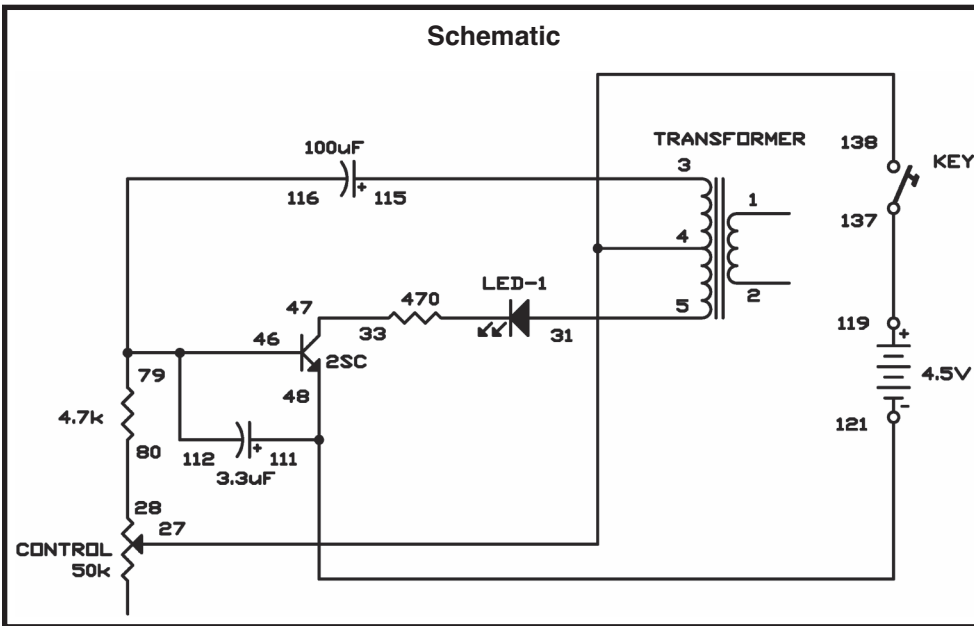 Schematic
TRANSFORMER
138
KEY
100uF
3
116
115
1
137
4
LED-1
2
47
470
5
119
+
46
33
31
2SC
4.5V
79
48
-
4.7k
121
80
112
+
111
3.3uF
28
27
CONTROL
50k
+